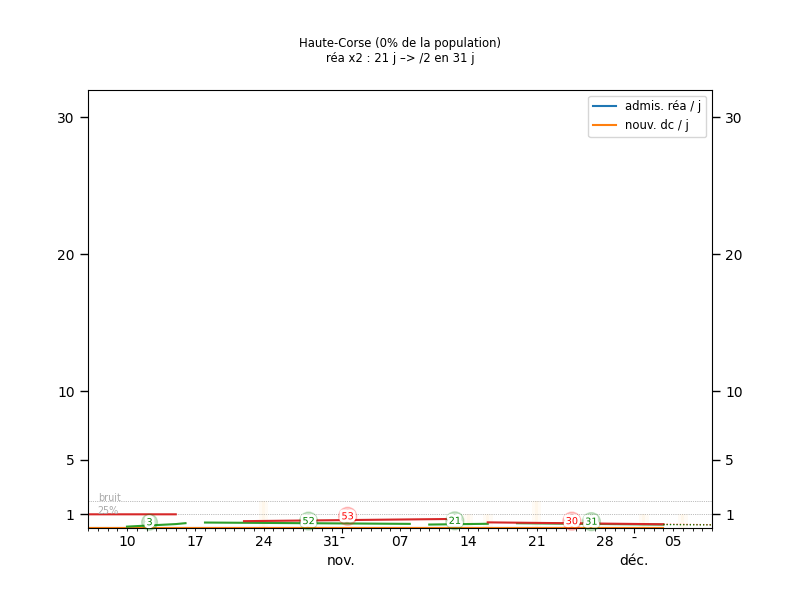 Haute-Corse (0% de la population)
réa x2 : 21 j –> /2 en 31 j
admis. réa / j
nouv. dc / j
30 30
20 20
10 10
5 5
bruit
25%
1 1
3 52 53 21 30 31
10 17 24 31- 07 14 21 28 - 05
nov. déc.